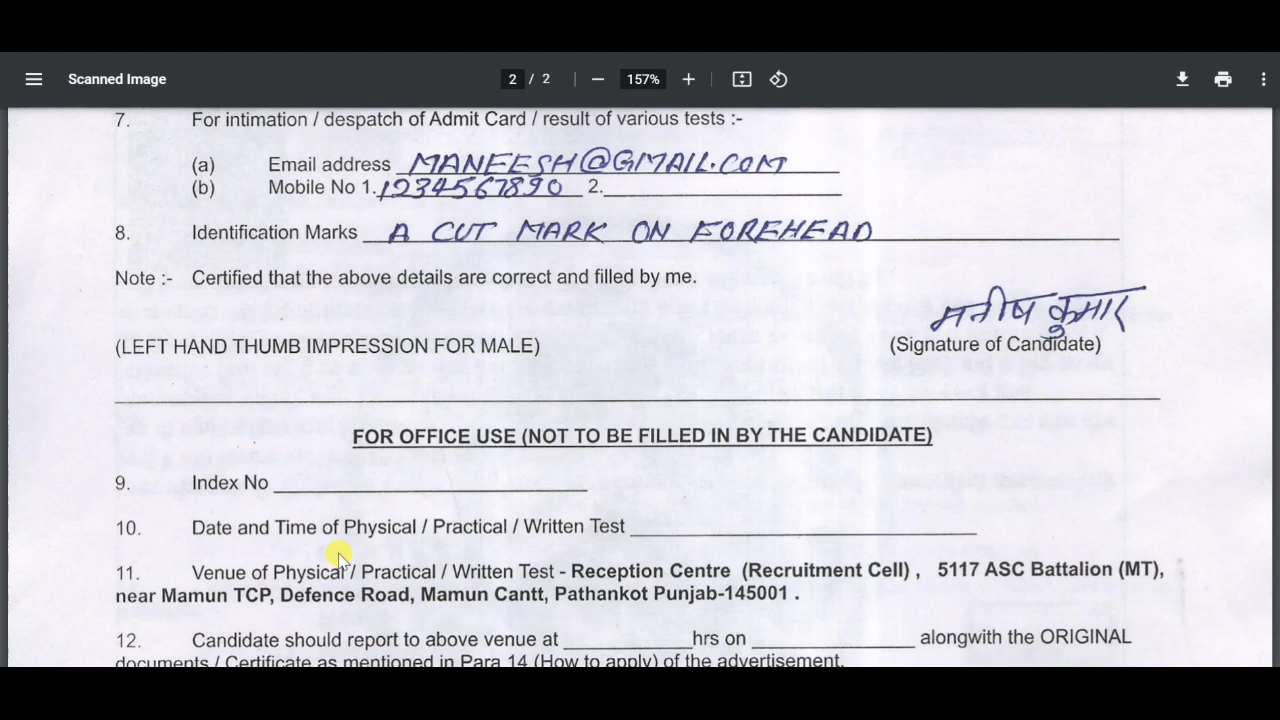 Scanned Image
2 / 2
157%
7. For intimation / despatch of Admit Card / result of various tests :-
(a) Email address MANEESH@GMAIL.COM
(b) Mobile No 1. 1234567890 2.
8. Identification Marks A CUT MARK ON FOREHEAD
Note :- Certified that the above details are correct and filled by me.
मनीष कुमार
(LEFT HAND THUMB IMPRESSION FOR MALE) (Signature of Candidate)
FOR OFFICE USE (NOT TO BE FILLED IN BY THE CANDIDATE)
9. Index No
10. Date and Time of Physical / Practical / Written Test
11. Venue of Physical / Practical / Written Test - Reception Centre (Recruitment Cell) , 5117 ASC Battalion (MT),
near Mamun TCP, Defence Road, Mamun Cantt, Pathankot Punjab-145001 .
12. Candidate should report to above venue at hrs on alongwith the ORIGINAL
documents / Certificate as mentioned in Para 14 (How to apply) of the advertisement.